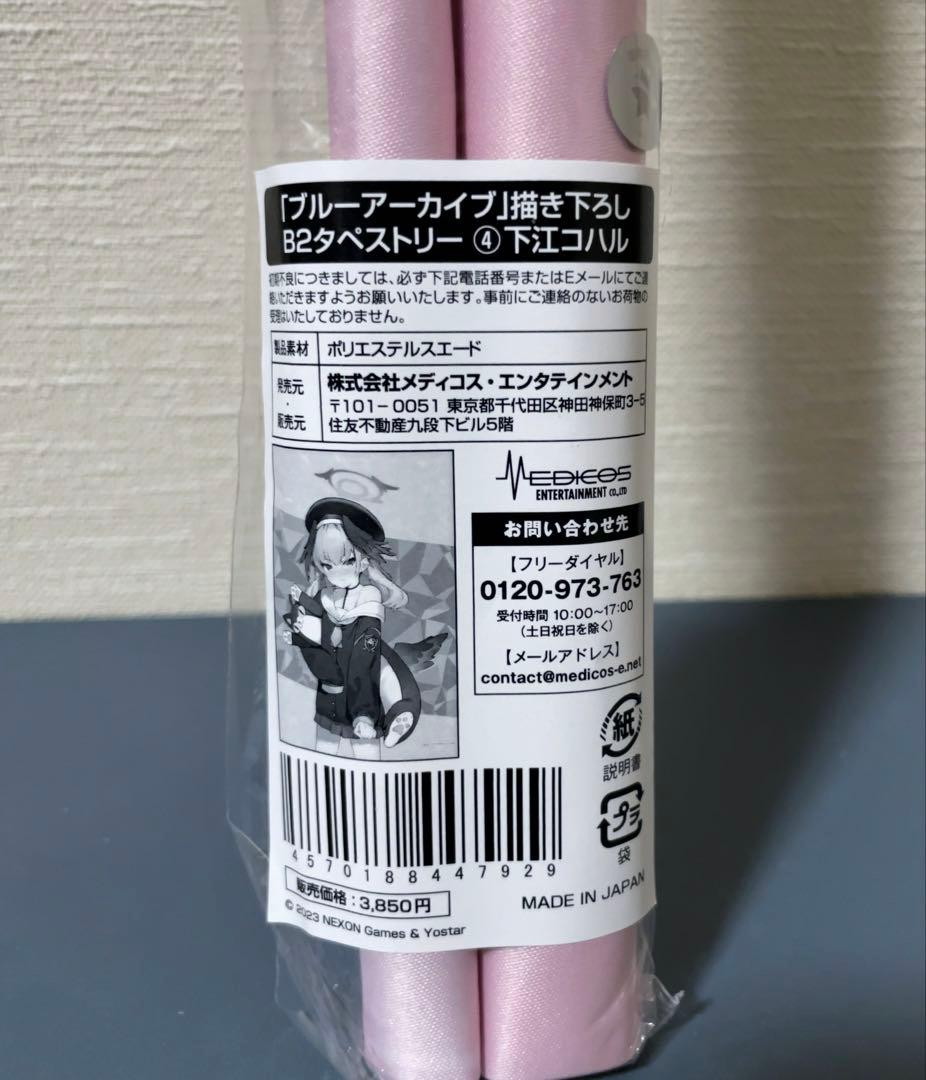 「ブルーアーカイブ」描き下ろし
B2タペストリー ④下江コハル
初期不良につきましては、必ず下記電話番号またはEメールにてご連
絡いただきますようお願いいたします。事前にご連絡のないお荷物の
受理はいたしておりません。
製品素材 ポリエステルスエード
発売元・販売元 株式会社メディコス・エンタテインメント
〒101-0051 東京都千代田区神田神保町3-5
住友不動産九段下ビル5階
MEDICOS
ENTERTAINMENT CO.,LTD
お問い合わせ先
【フリーダイヤル】
0120-973-763
受付時間 10:00~17:00
(土日祝日を除く)
【メールアドレス】
contact@medicos-e.net
紙
説明書
プラ
袋
4570188447929
販売価格:3,850円
© 2023 NEXON Games & Yostar
MADE IN JAPAN